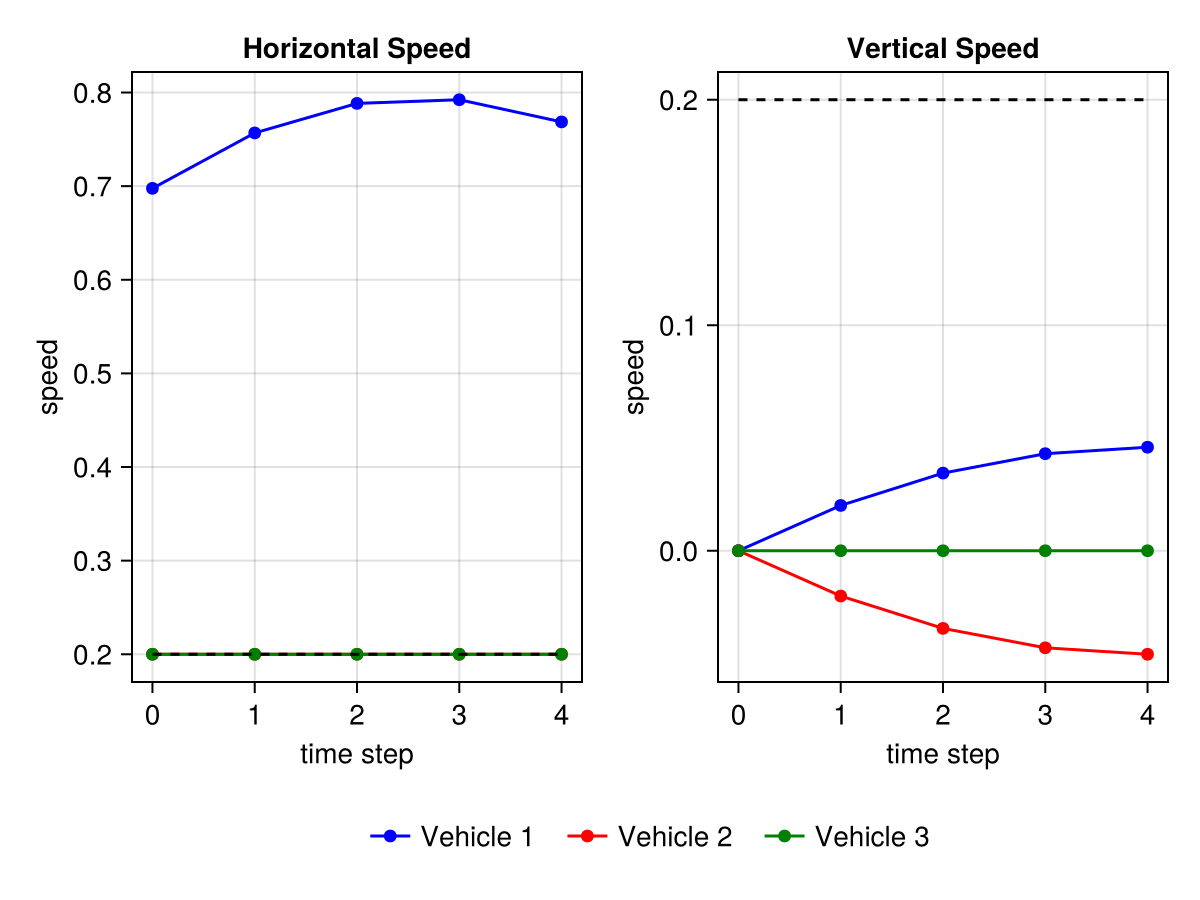 Horizontal Speed
Vertical Speed
0.8
0.7
0.6
0.5
0.4
0.3
0.2
speed
0 1 2 3 4
time step
0.2
0.1
0.0
speed
0 1 2 3 4
time step
Vehicle 1 Vehicle 2 Vehicle 3